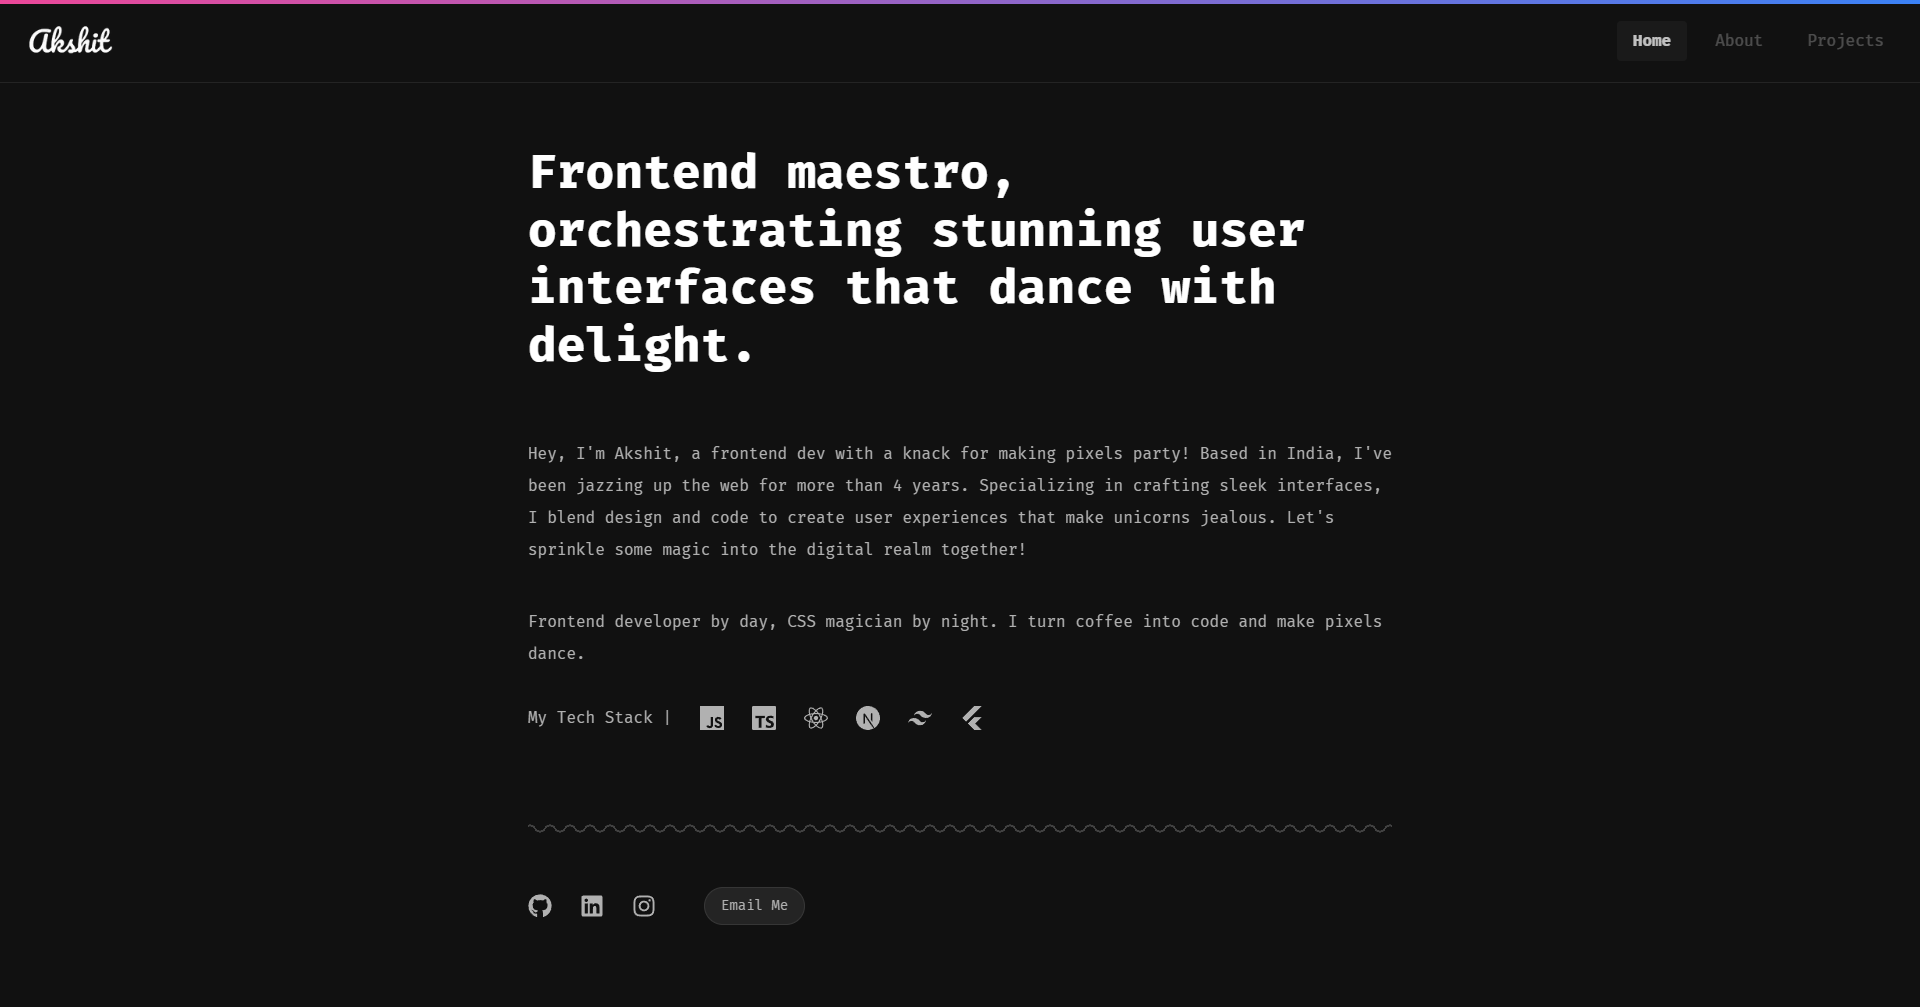 Akshit
Home About Projects
Frontend maestro,
orchestrating stunning user
interfaces that dance with
delight.
Hey, I'm Akshit, a frontend dev with a knack for making pixels party! Based in India, I've
been jazzing up the web for more than 4 years. Specializing in crafting sleek interfaces,
I blend design and code to create user experiences that make unicorns jealous. Let's
sprinkle some magic into the digital realm together!
Frontend developer by day, CSS magician by night. I turn coffee into code and make pixels
dance.
My Tech Stack | JS TS N
in Email Me